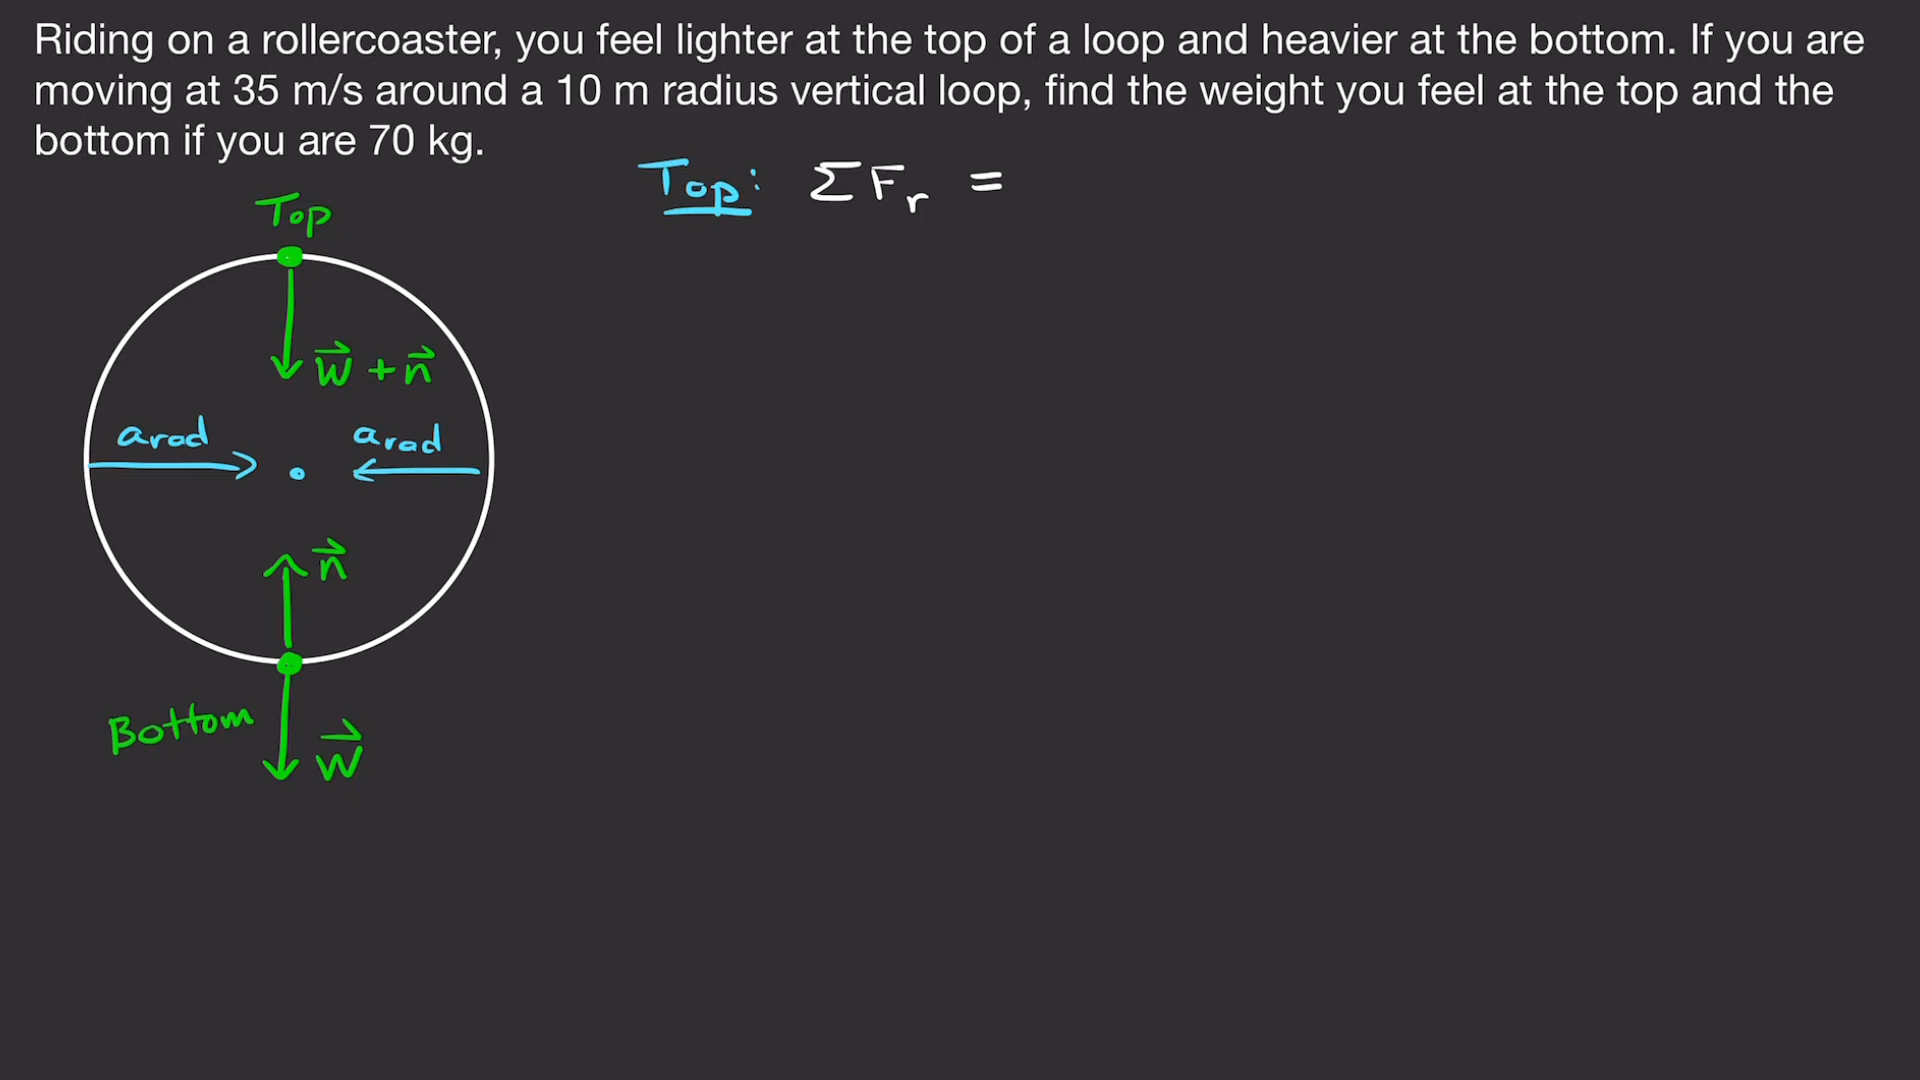 Riding on a rollercoaster, you feel lighter at the top of a loop and heavier at the bottom. If you are
moving at 35 m/s around a 10 m radius vertical loop, find the weight you feel at the top and the
bottom if you are 70 kg.
Top: ΣFr =
Top
w⃗ + n⃗
arad arad
n⃗
Bottom
w⃗